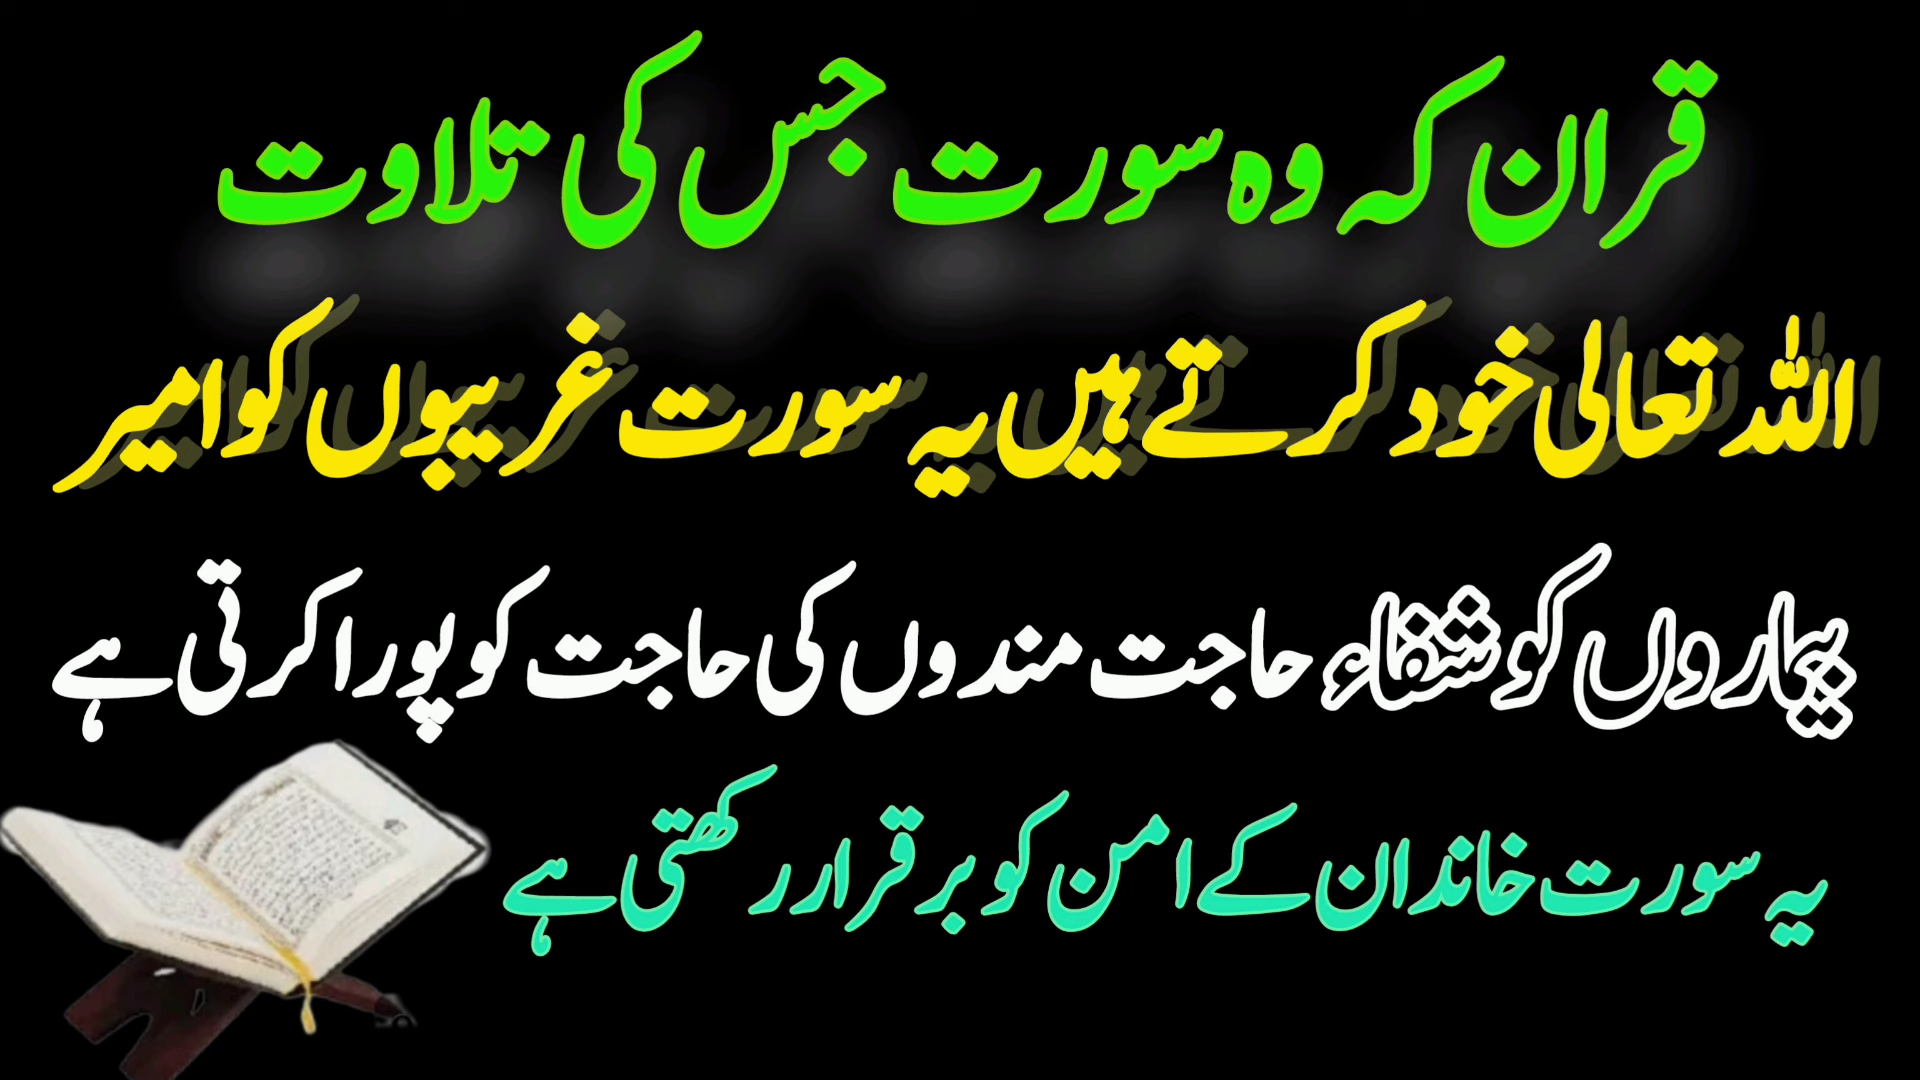 قران کہ وہ سورت جس کی تلاوت
اللہ تعالی خود کرتے ہیں یہ سورت غریبوں کو امیر
بیماروں کو شفاء حاجت مندوں کی حاجت کو پورا کرتی ہے
یہ سورت خاندان کے امن کو برقرار رکھتی ہے